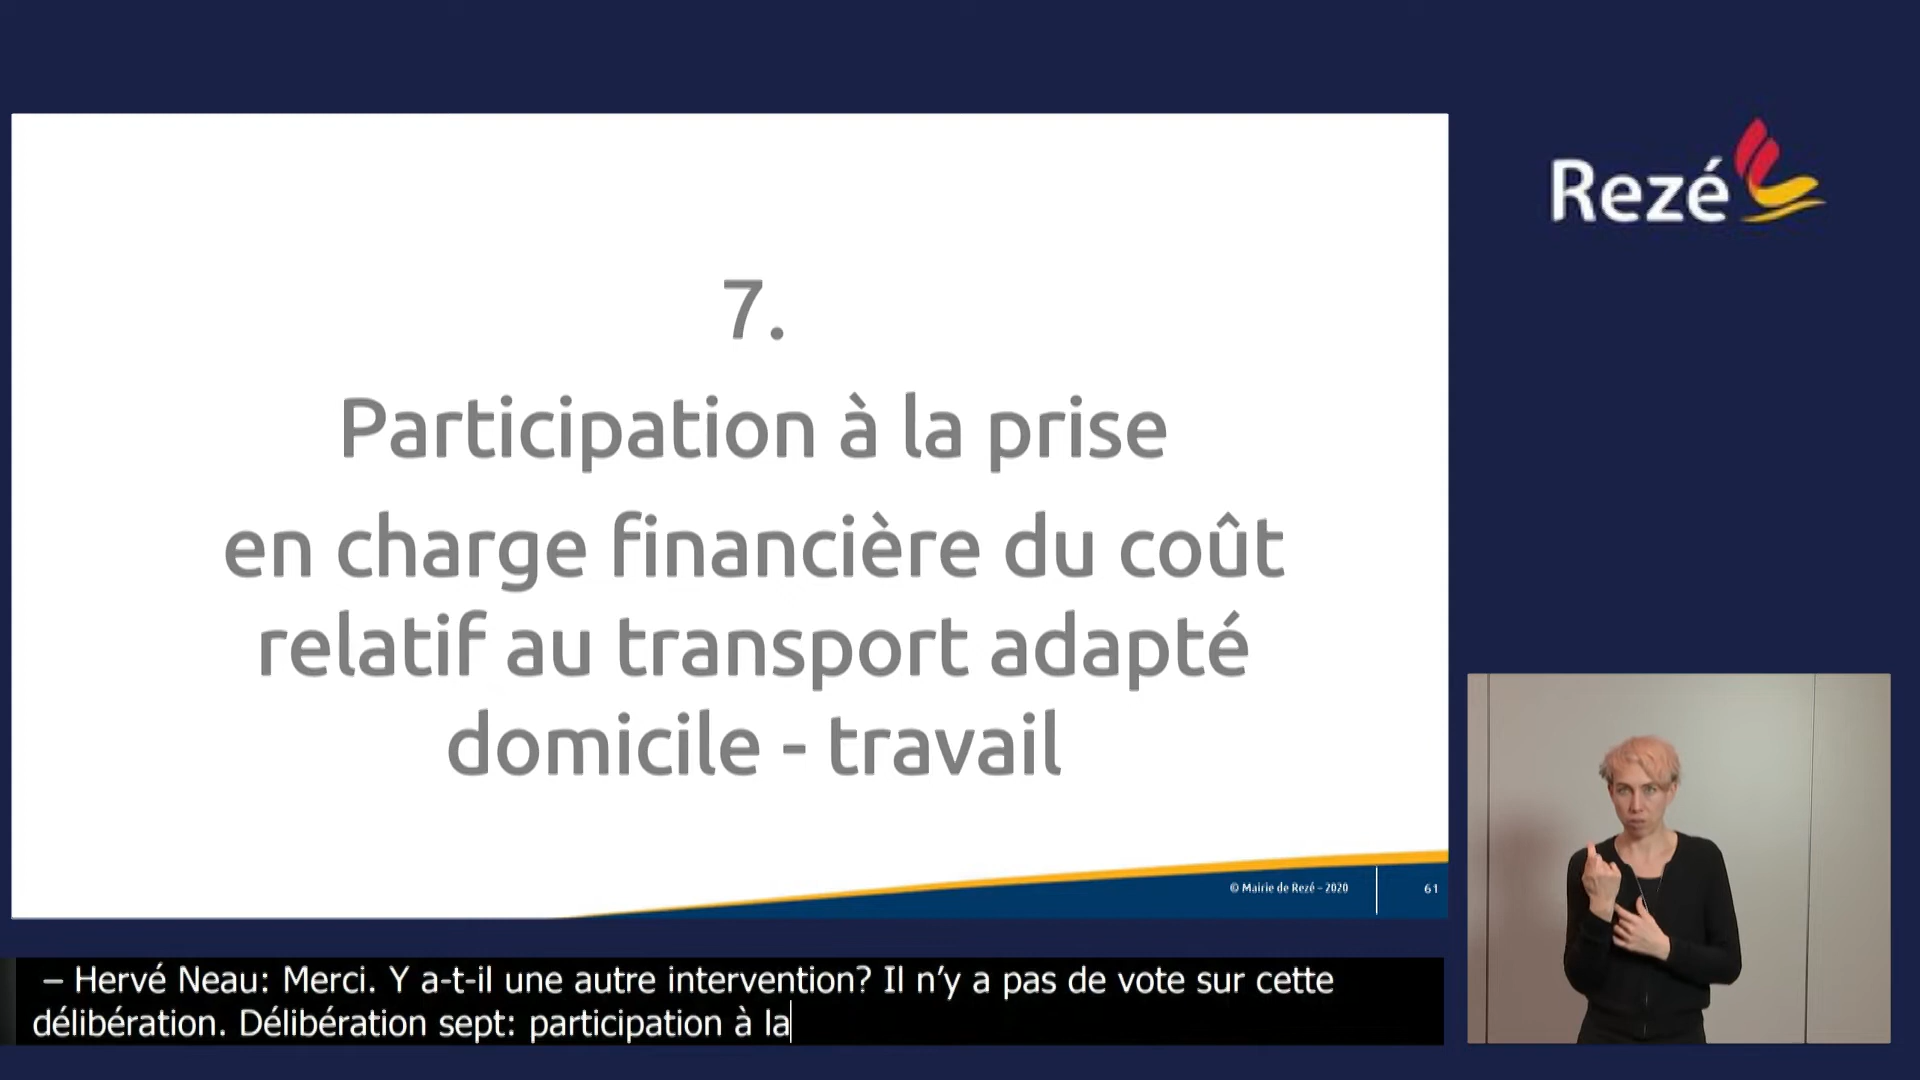 Rezé
7.
Participation à la prise
en charge financière du coût
relatif au transport adapté
domicile - travail
© Mairie de Rezé – 2020
61
– Hervé Neau: Merci. Y a-t-il une autre intervention? Il n’y a pas de vote sur cette
délibération. Délibération sept: participation à la